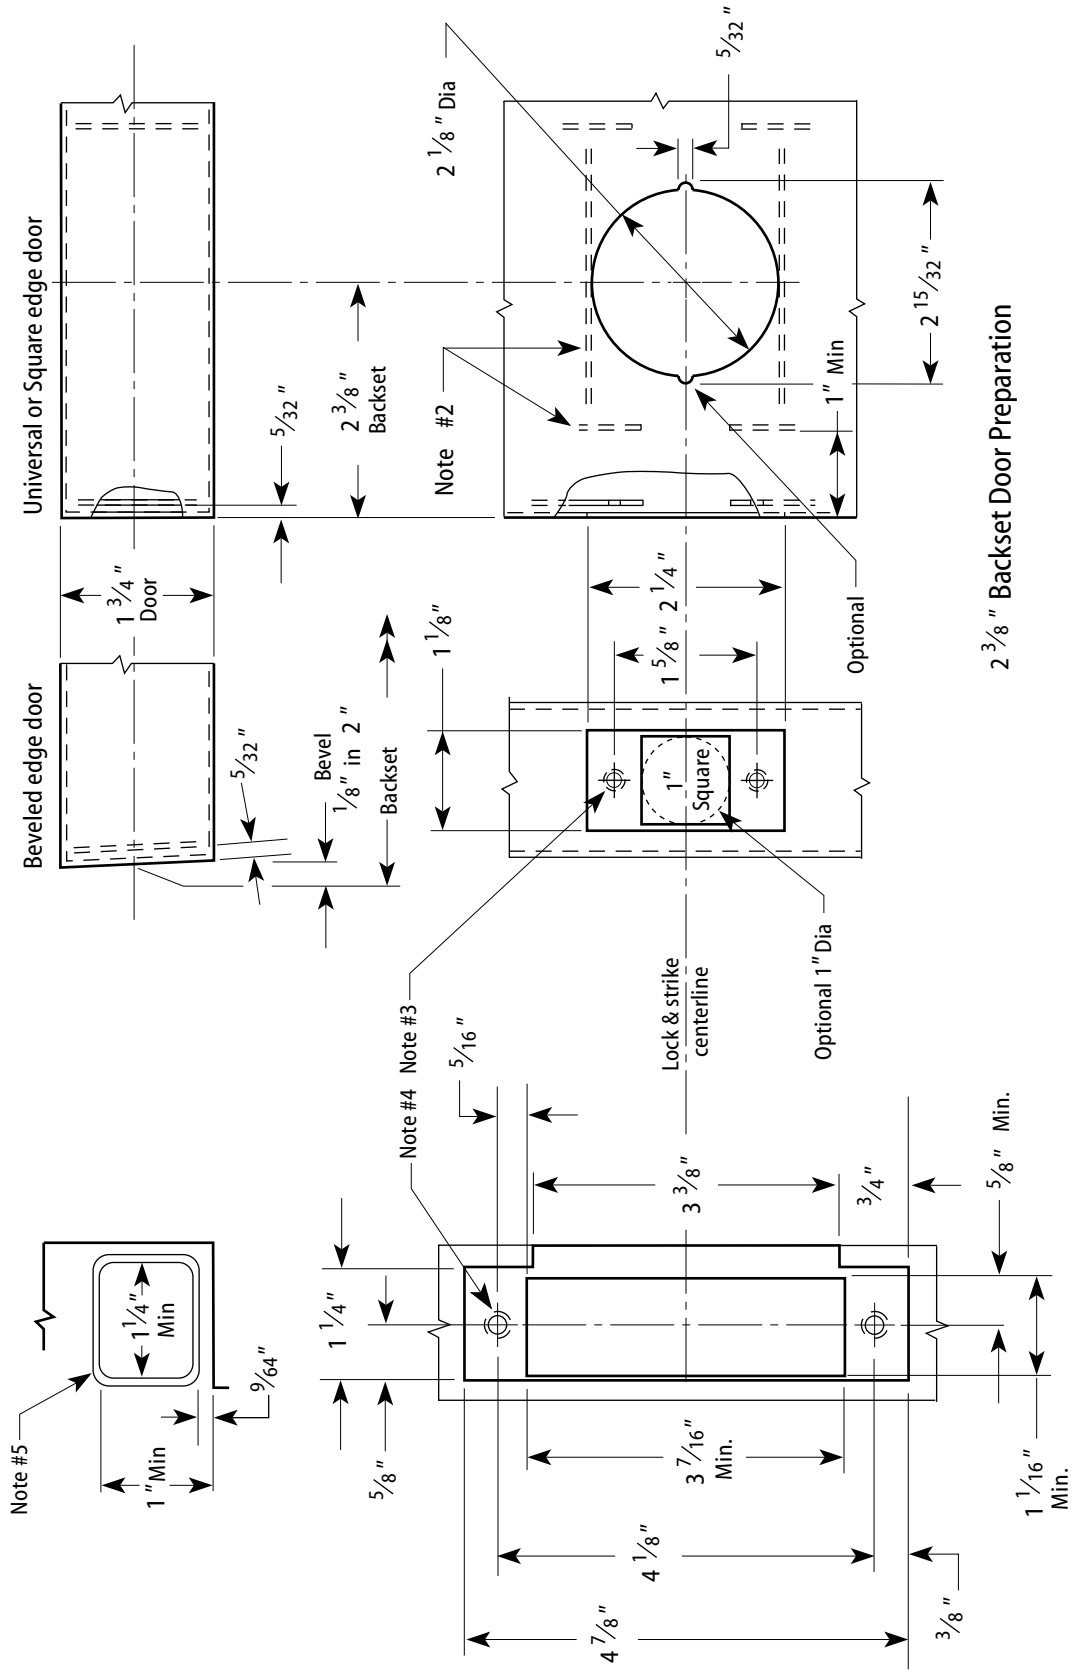 Universal or Square edge door
Beveled edge door
1 3/4"
Door
5/32"
2 3/8"
Backset
5/32"
Bevel
1/8" in 2"
Backset
Note #5
1 1/4"
Min
1" Min
9/64"
2 1/8" Dia
5/32"
Note #2
2 15/32"
1" Min
Optional
1 1/8"
2 1/4"
1 5/8"
1"
Square
Optional 1" Dia
Lock & strike
centerline
Note #4 Note #3
5/16"
1 1/4"
5/8"
3 3/8"
3/4"
5/8" Min.
3 7/16"
Min.
1 1/16"
Min.
4 1/8"
4 7/8"
3/8"
2 3/8" Backset Door Preparation